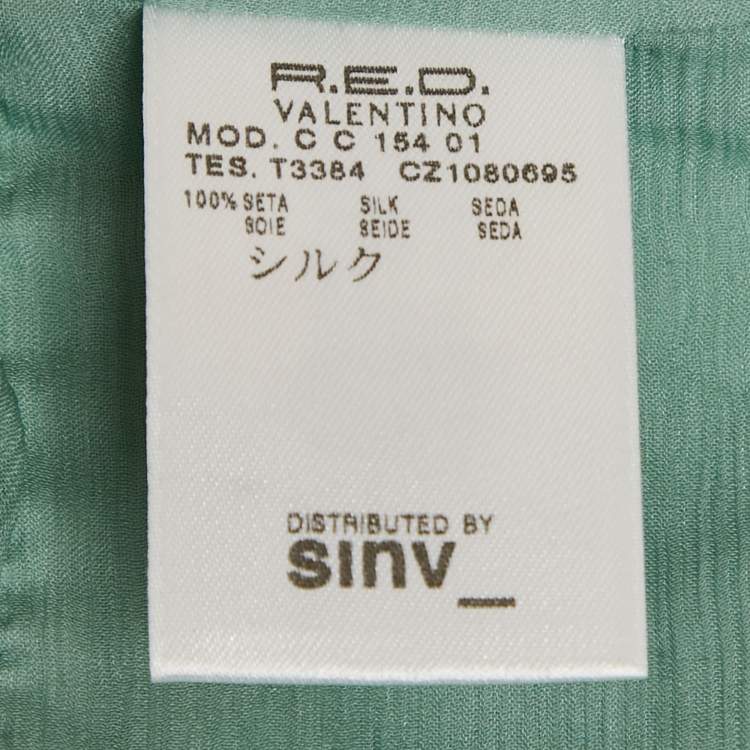 R.E.D.
VALENTINO
MOD. C C 154 01
TES. T3384 CZ1080695
100% SETA SILK SEDA
SOIE SEIDE SEDA
シルク
DISTRIBUTED BY
sinv_